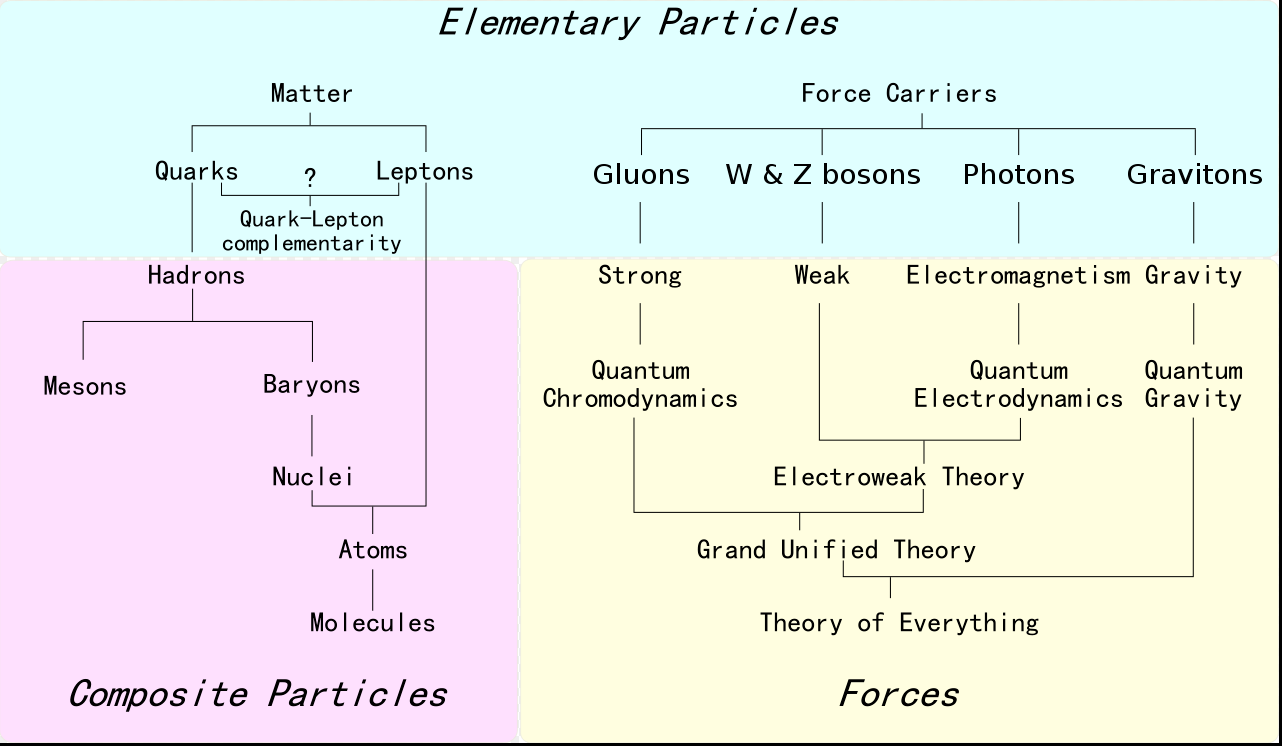 Elementary Particles
Matter
Force Carriers
Quarks
?
Leptons
Quark-Lepton
complementarity
Gluons
W & Z bosons
Photons
Gravitons
Hadrons
Mesons
Baryons
Nuclei
Atoms
Molecules
Composite Particles
Strong
Weak
Electromagnetism
Gravity
Quantum
Chromodynamics
Quantum
Electrodynamics
Quantum
Gravity
Electroweak Theory
Grand Unified Theory
Theory of Everything
Forces